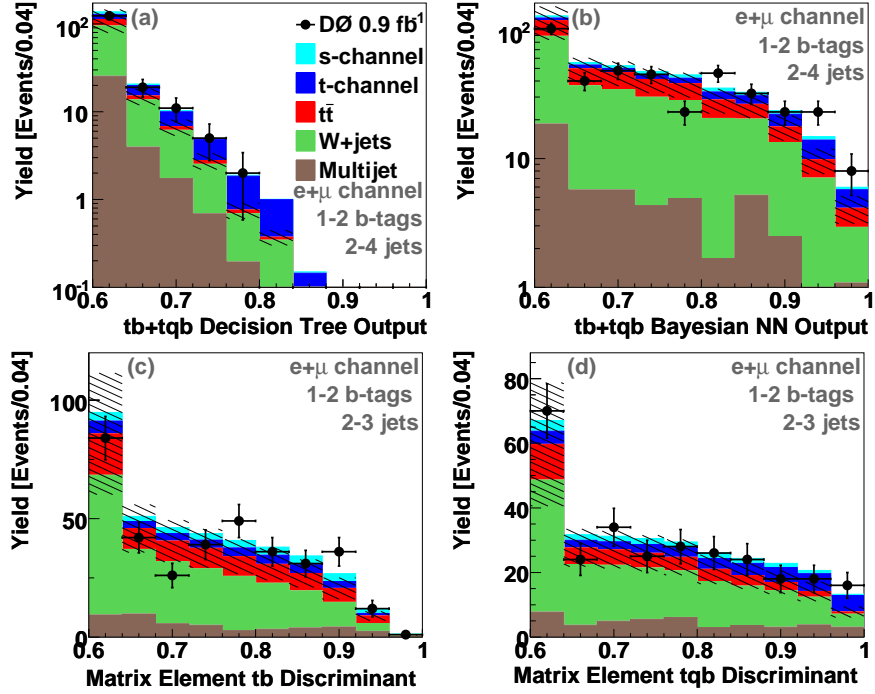 (a)
Yield [Events/0.04]
10²
10
1
10⁻¹
DØ 0.9 fb⁻¹
s-channel
t-channel
tt̄
W+jets
Multijet
e+μ channel
1-2 b-tags
2-4 jets
0.6 0.7 0.8 0.9 1
tb+tqb Decision Tree Output
(b)
Yield [Events/0.04]
10²
10
1
e+μ channel
1-2 b-tags
2-4 jets
0.6 0.7 0.8 0.9 1
tb+tqb Bayesian NN Output
(c)
Yield [Events/0.04]
100
50
0
e+μ channel
1-2 b-tags
2-3 jets
0.6 0.7 0.8 0.9 1
Matrix Element tb Discriminant
(d)
Yield [Events/0.04]
80
60
40
20
0
e+μ channel
1-2 b-tags
2-3 jets
0.6 0.7 0.8 0.9 1
Matrix Element tqb Discriminant